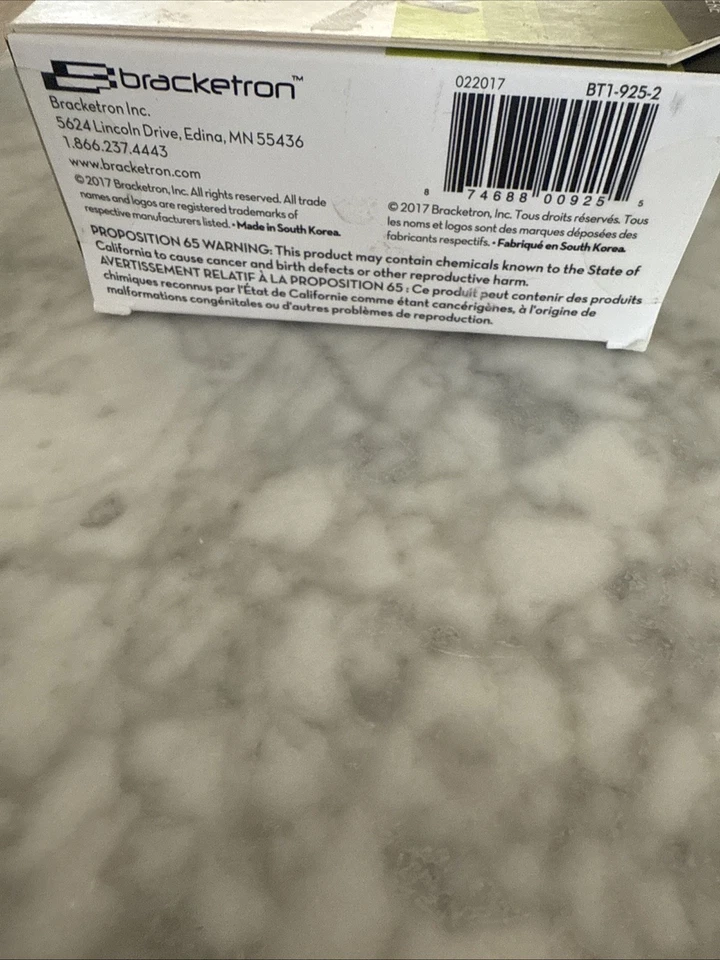 bracketron™
Bracketron Inc.
5624 Lincoln Drive, Edina, MN 55436
1.866.237.4443
www.bracketron.com
©2017 Bracketron, Inc. All rights reserved. All trade
names and logos are registered trademarks of
respective manufacturers listed. • Made in South Korea.
022017 BT1-925-2
8 74688 00925 5
©2017 Bracketron, Inc. Tous droits réservés. Tous
les noms et logos sont des marques déposées des
fabricants respectifs. • Fabriqué en South Korea.
PROPOSITION 65 WARNING: This product may contain chemicals known to the State of
California to cause cancer and birth defects or other reproductive harm.
AVERTISSEMENT RELATIF À LA PROPOSITION 65 : Ce produit peut contenir des produits
chimiques reconnus par l'État de Californie comme étant cancérigènes, à l'origine de
malformations congénitales ou d'autres problèmes de reproduction.